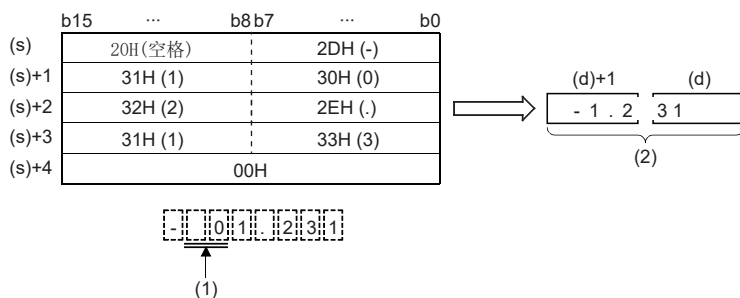 b15 ... b8 b7 ... b0
(s) 20H(空格) 2DH (-)
(s)+1 31H (1) 30H (0)
(s)+2 32H (2) 2EH (.)
(s)+3 31H (1) 33H (3)
(s)+4 00H
(d)+1 (d)
- 1 . 2 3 1
(2)
- 0 1 . 2 3 1
(1)